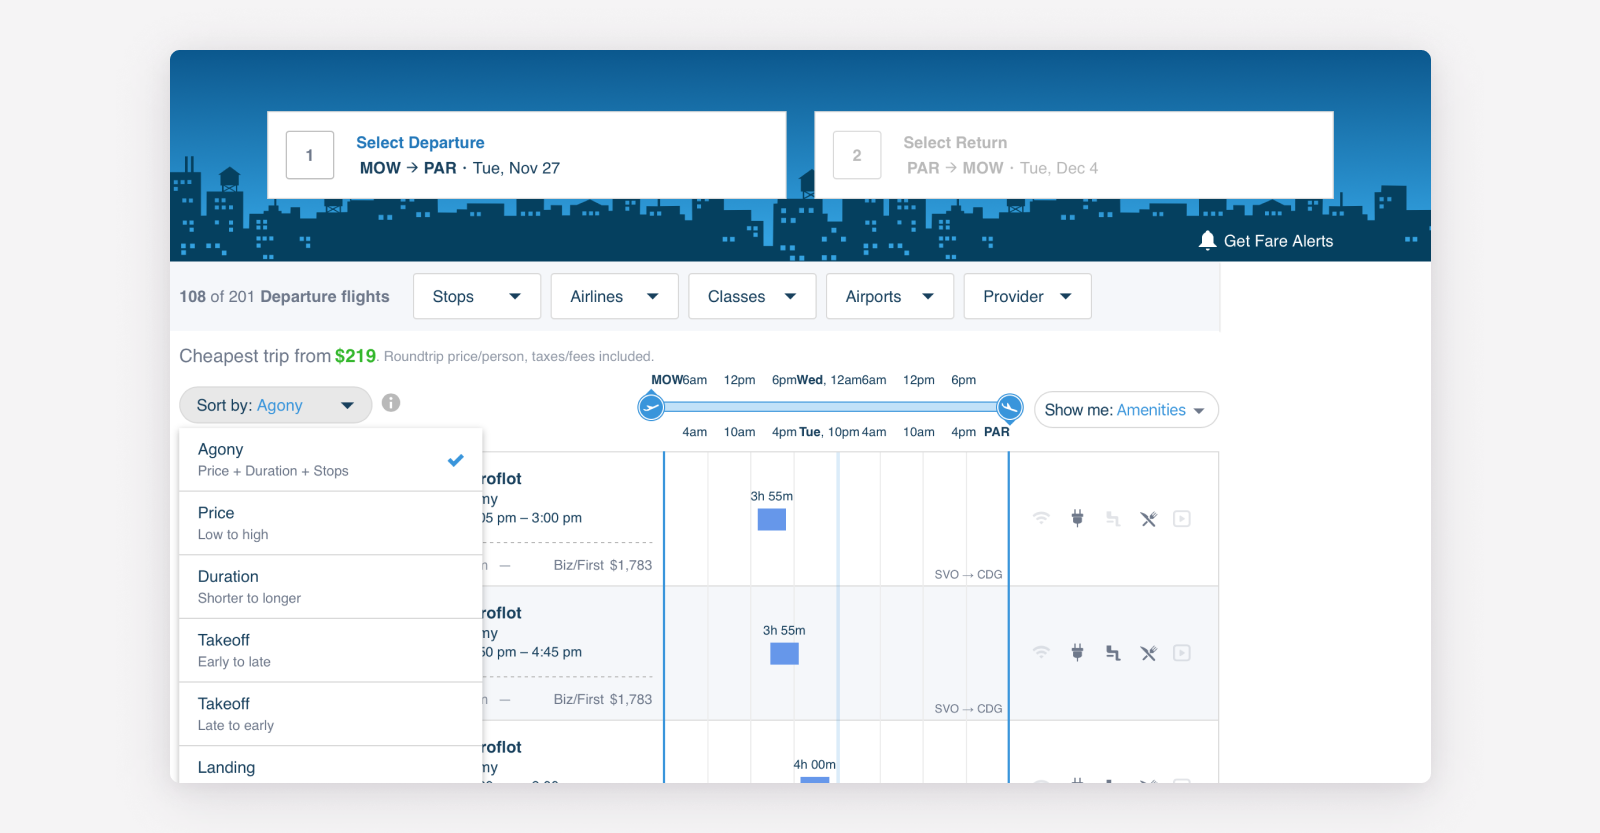 1
Select Departure
MOW → PAR · Tue, Nov 27
2
Select Return
PAR → MOW · Tue, Dec 4
Get Fare Alerts
108 of 201 Departure flights
Stops
Airlines
Classes
Airports
Provider
Cheapest trip from $219. Roundtrip price/person, taxes/fees included.
MOW 6am 12pm 6pm Wed, 12am 6am 12pm 6pm
Sort by: Agony
Show me: Amenities
4am 10am 4pm Tue, 10pm 4am 10am 4pm PAR
Agony
Price + Duration + Stops
Price
Low to high
Duration
Shorter to longer
Takeoff
Early to late
Takeoff
Late to early
Landing
roflot
my
05 pm – 3:00 pm
n — Biz/First $1,783
3h 55m
SVO → CDG
roflot
my
50 pm – 4:45 pm
n — Biz/First $1,783
3h 55m
SVO → CDG
roflot
my
4h 00m